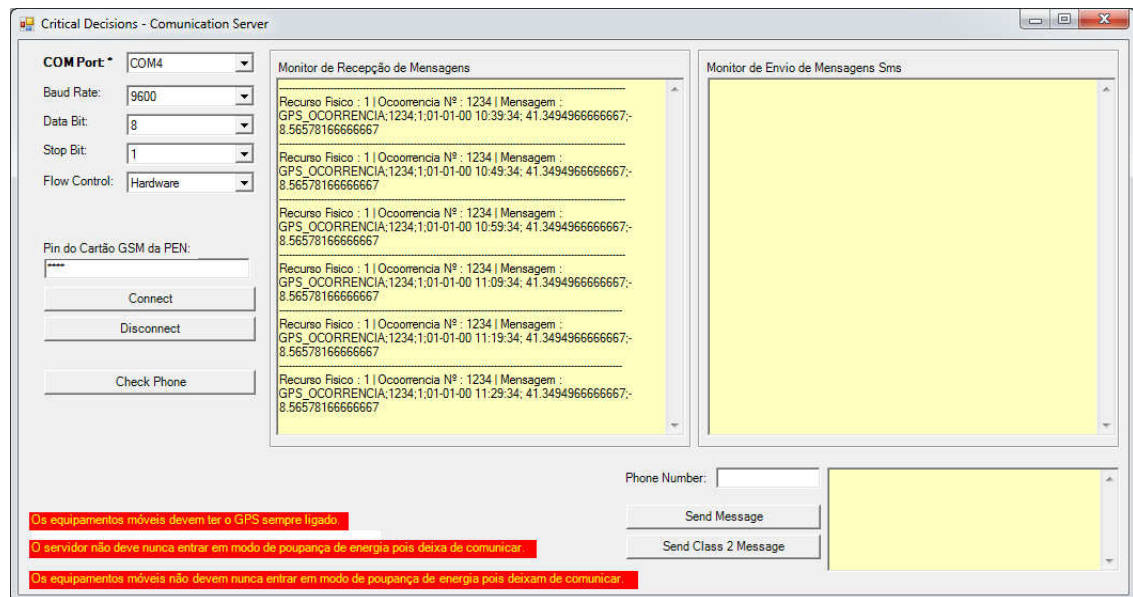 Critical Decisions - Comunication Server
COM Port: *
COM4
Baud Rate:
9600
Data Bit:
8
Stop Bit:
1
Flow Control:
Hardware
Pin do Cartão GSM da PEN:
****
Connect
Disconnect
Check Phone
Monitor de Recepção de Mensagens
Recurso Fisico : 1 | Ocoorrencia Nº : 1234 | Mensagem :
GPS_OCORRENCIA;1234;1;01-01-00 10:39:34; 41.3494966666667;-
8.56578166666667
Recurso Fisico : 1 | Ocoorrencia Nº : 1234 | Mensagem :
GPS_OCORRENCIA;1234;1;01-01-00 10:49:34; 41.3494966666667;-
8.56578166666667
Recurso Fisico : 1 | Ocoorrencia Nº : 1234 | Mensagem :
GPS_OCORRENCIA;1234;1;01-01-00 10:59:34; 41.3494966666667;-
8.56578166666667
Recurso Fisico : 1 | Ocoorrencia Nº : 1234 | Mensagem :
GPS_OCORRENCIA;1234;1;01-01-00 11:09:34; 41.3494966666667;-
8.56578166666667
Recurso Fisico : 1 | Ocoorrencia Nº : 1234 | Mensagem :
GPS_OCORRENCIA;1234;1;01-01-00 11:19:34; 41.3494966666667;-
8.56578166666667
Recurso Fisico : 1 | Ocoorrencia Nº : 1234 | Mensagem :
GPS_OCORRENCIA;1234;1;01-01-00 11:29:34; 41.3494966666667;-
8.56578166666667
Monitor de Envio de Mensagens Sms
Phone Number:
Send Message
Send Class 2 Message
Os equipamentos móveis devem ter o GPS sempre ligado.
O servidor não deve nunca entrar em modo de poupança de energia pois deixa de comunicar.
Os equipamentos móveis não devem nunca entrar em modo de poupança de energia pois deixam de comunicar.